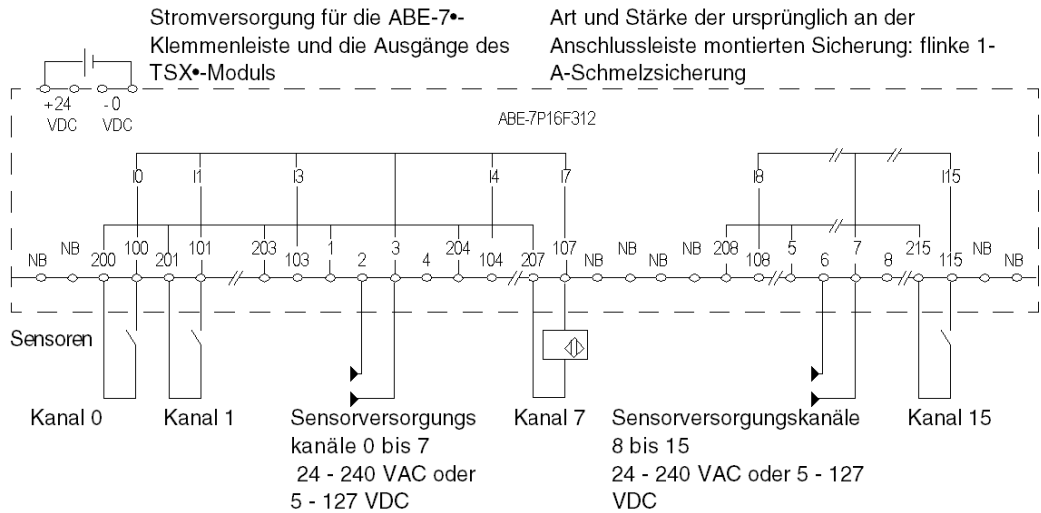 Stromversorgung für die ABE-7•-
Klemmenleiste und die Ausgänge des
TSX•-Moduls
Art und Stärke der ursprünglich an der
Anschlussleiste montierten Sicherung: flinke 1-
A-Schmelzsicherung
+24 -0
VDC VDC
ABE-7P16F312
I0 I1 I3 I4 I7 I8 I15
NB NB 200 100 201 101 203 103 1 2 3 4 204 104 207 107 NB NB NB NB 208 108 5 6 7 8 215 115 NB NB
Sensoren
Kanal 0
Kanal 1
Sensorversorgungs
kanäle 0 bis 7
24 - 240 VAC oder
5 - 127 VDC
Kanal 7
Sensorversorgungskanäle
8 bis 15
24 - 240 VAC oder 5 - 127
VDC
Kanal 15